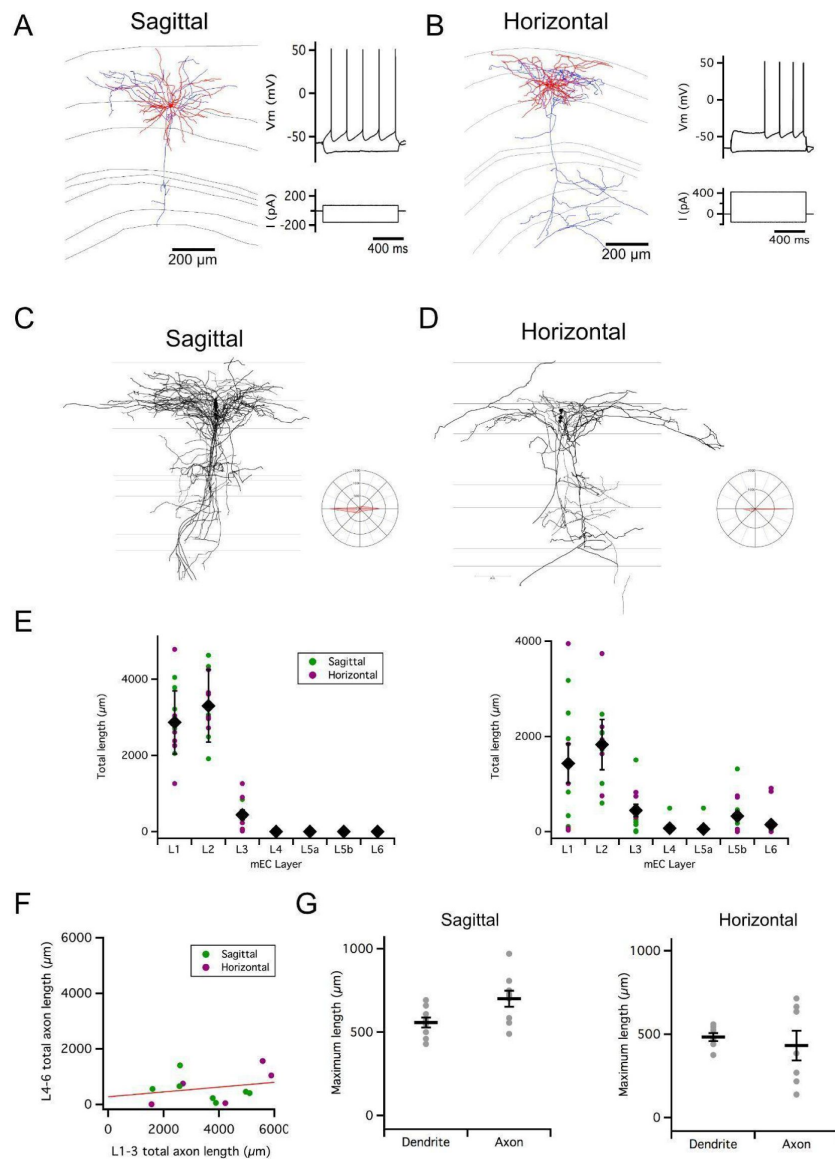 A
Sagittal
50
0
-50
Vm (mV)
200
0
-200
I (pA)
200 µm
400 ms
B
Horizontal
50
0
-50
Vm (mV)
400
0
I (pA)
200 µm
400 ms
C
Sagittal
D
Horizontal
E
4000
2000
0
Total length (µm)
Sagittal
Horizontal
L1 L2 L3 L4 L5a L5b L6
mEC Layer
4000
2000
0
Total length (µm)
L1 L2 L3 L4 L5a L5b L6
mEC Layer
F
6000
4000
2000
0
L4-6 total axon length (µm)
Sagittal
Horizontal
0 2000 4000 600C
L1-3 total axon length (µm)
G
Sagittal
1000
500
0
Maximum length (µm)
Dendrite Axon
Horizontal
1000
500
0
Maximum length (µm)
Dendrite Axon